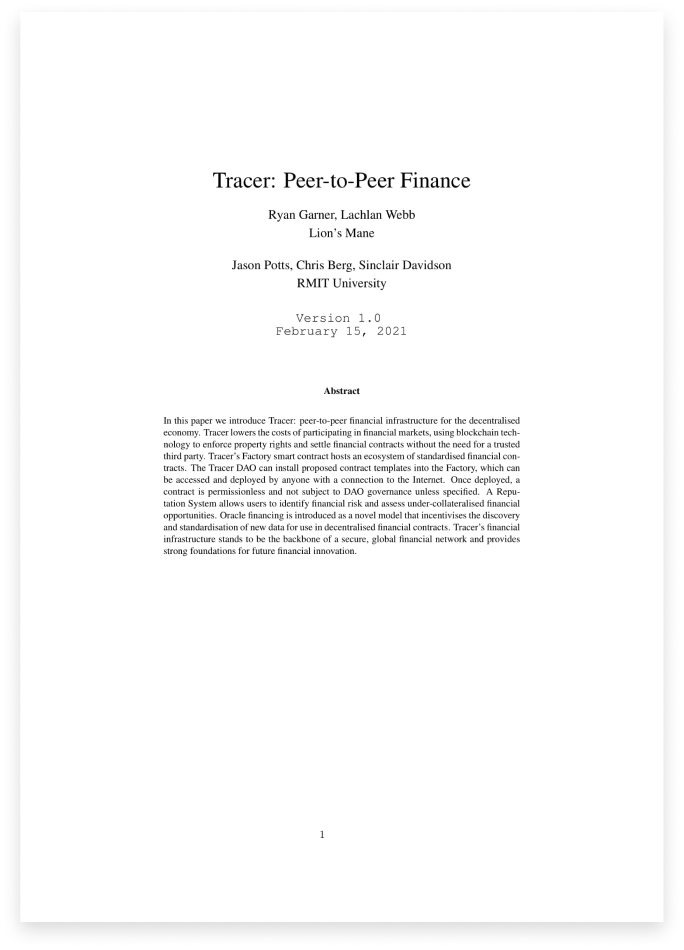 Tracer: Peer-to-Peer Finance
Ryan Garner, Lachlan Webb
Lion's Mane
Jason Potts, Chris Berg, Sinclair Davidson
RMIT University
Version 1.0
February 15, 2021
Abstract
In this paper we introduce Tracer: peer-to-peer financial infrastructure for the decentralised
economy. Tracer lowers the costs of participating in financial markets, using blockchain tech-
nology to enforce property rights and settle financial contracts without the need for a trusted
third party. Tracer's Factory smart contract hosts an ecosystem of standardised financial con-
tracts. The Tracer DAO can install proposed contract templates into the Factory, which can
be accessed and deployed by anyone with a connection to the Internet. Once deployed, a
contract is permissionless and not subject to DAO governance unless specified. A Repu-
tation System allows users to identify financial risk and assess under-collateralised financial
opportunities. Oracle financing is introduced as a novel model that incentivises the discovery
and standardisation of new data for use in decentralised financial contracts. Tracer's financial
infrastructure stands to be the backbone of a secure, global financial network and provides
strong foundations for future financial innovation.
1